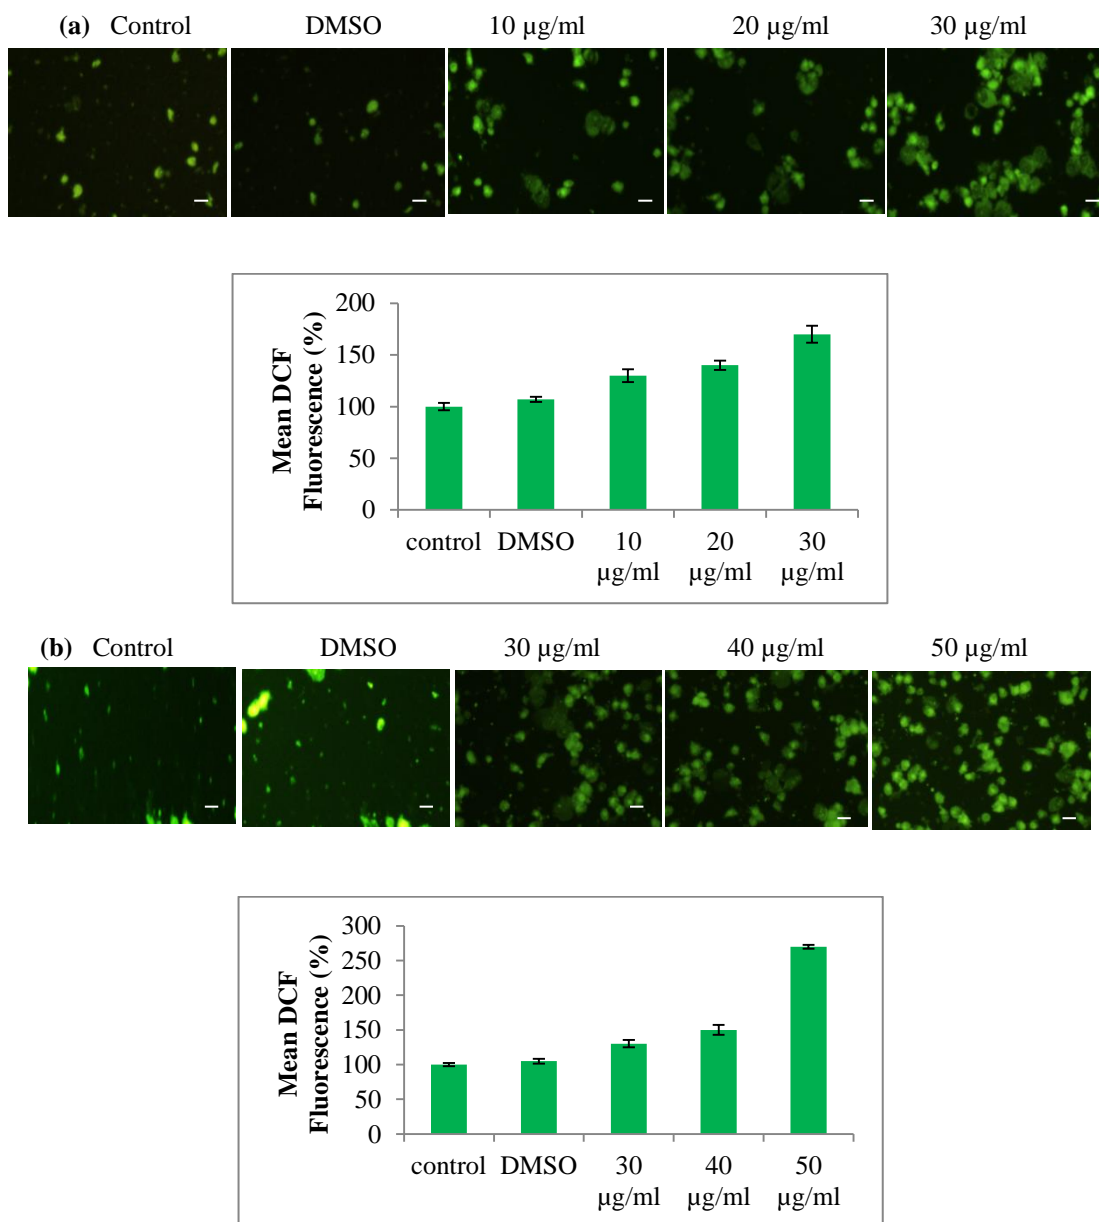 (a) Control DMSO 10 µg/ml 20 µg/ml 30 µg/ml
Mean DCF
Fluorescence (%)
200
150
100
50
0
control DMSO 10 20 30
µg/ml µg/ml µg/ml
(b) Control DMSO 30 µg/ml 40 µg/ml 50 µg/ml
Mean DCF
Fluorescence (%)
300
250
200
150
100
50
0
control DMSO 30 40 50
µg/ml µg/ml µg/ml